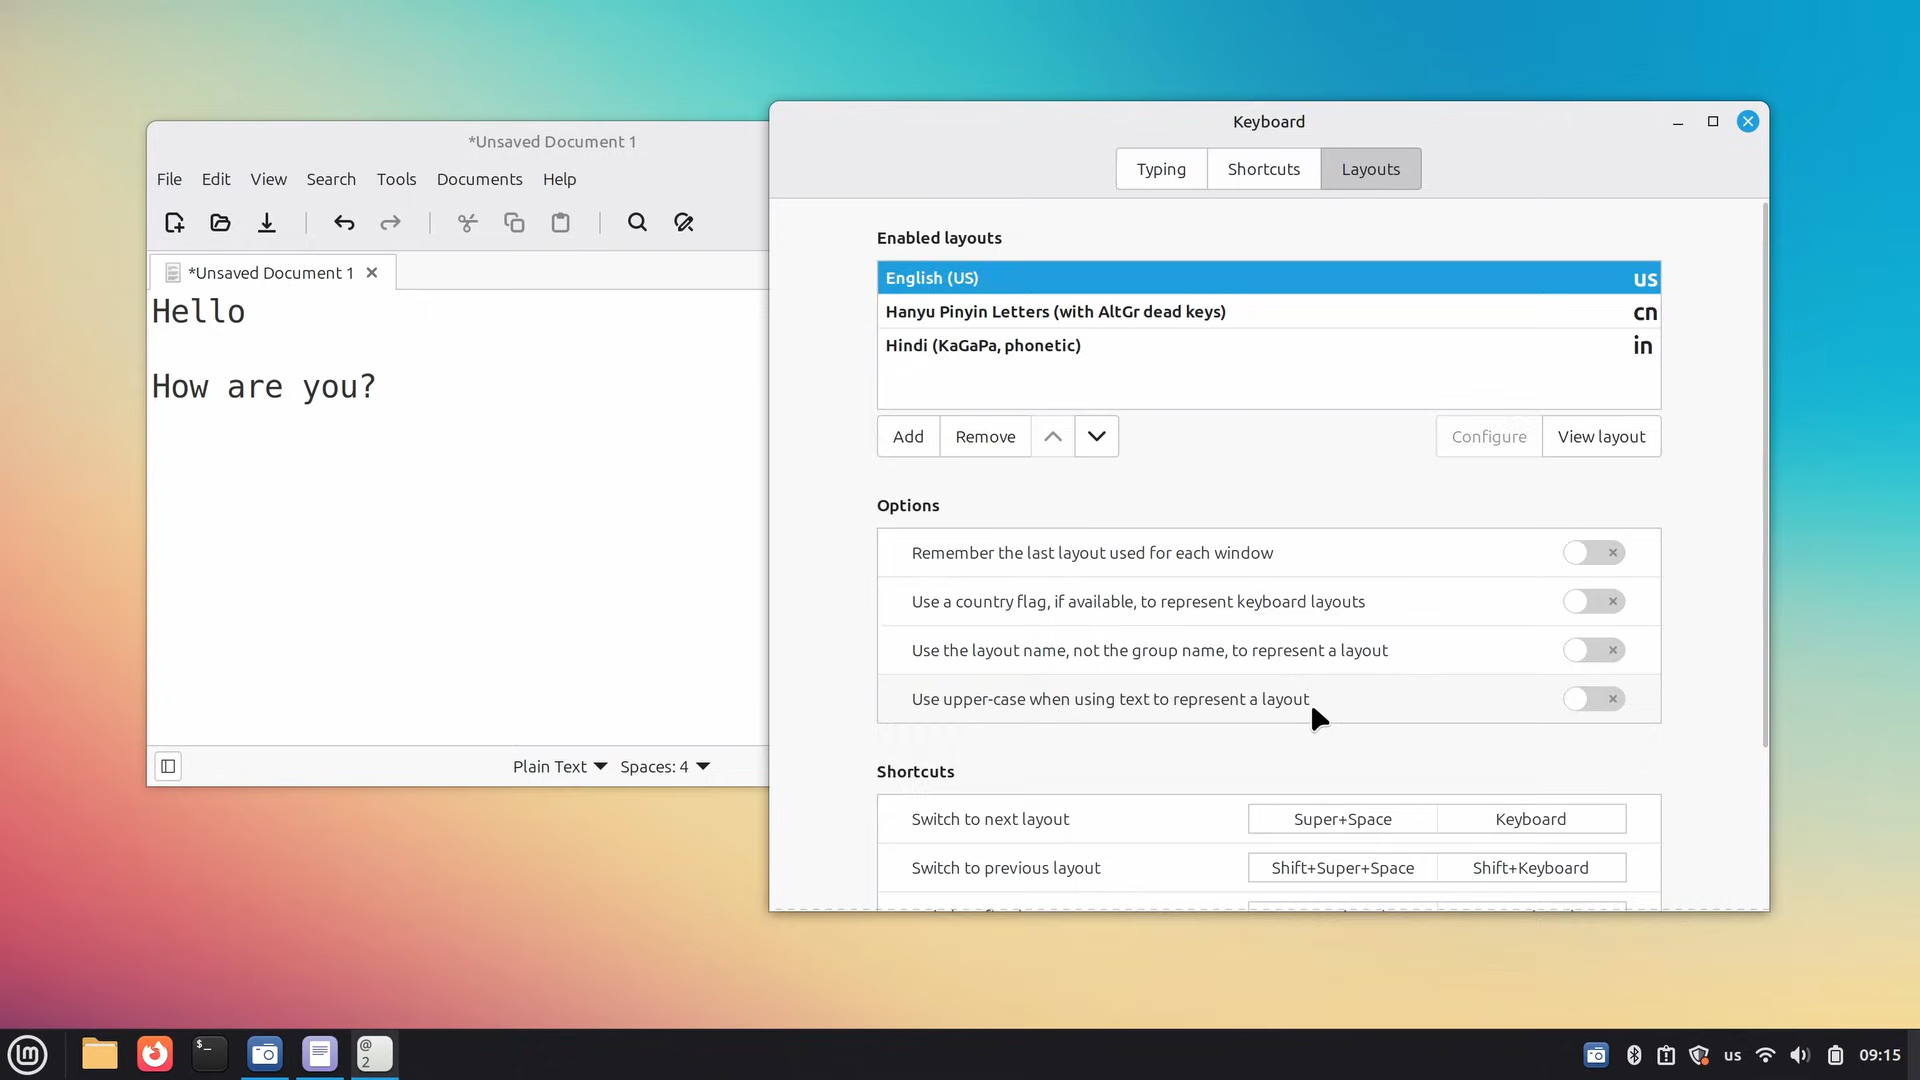 *Unsaved Document 1
File Edit View Search Tools Documents Help
*Unsaved Document 1
Hello
How are you?
Plain Text Spaces: 4
Keyboard
Typing Shortcuts Layouts
Enabled layouts
English (US) us
Hanyu Pinyin Letters (with AltGr dead keys) cn
Hindi (KaGaPa, phonetic) in
Add Remove Configure View layout
Options
Remember the last layout used for each window
Use a country flag, if available, to represent keyboard layouts
Use the layout name, not the group name, to represent a layout
Use upper-case when using text to represent a layout
Shortcuts
Switch to next layout Super+Space Keyboard
Switch to previous layout Shift+Super+Space Shift+Keyboard
$_ @ 2 us 09:15